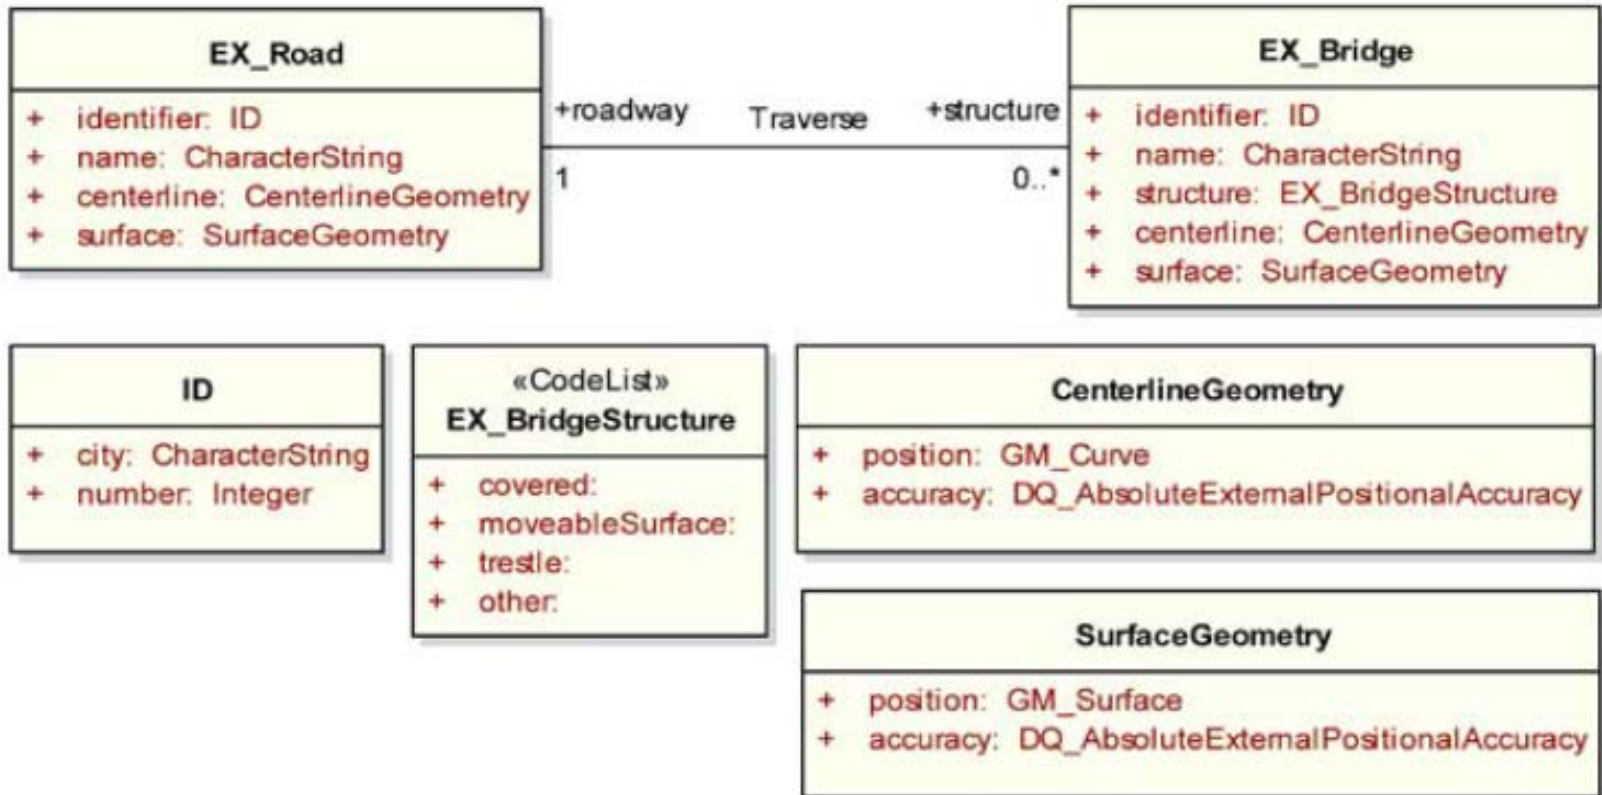 EX_Road
+ identifier: ID
+ name: CharacterString
+ centerline: CenterlineGeometry
+ surface: SurfaceGeometry
+roadway
Traverse
+structure
1
0..*
EX_Bridge
+ identifier: ID
+ name: CharacterString
+ structure: EX_BridgeStructure
+ centerline: CenterlineGeometry
+ surface: SurfaceGeometry
ID
+ city: CharacterString
+ number: Integer
«CodeList»
EX_BridgeStructure
+ covered:
+ moveableSurface:
+ trestle:
+ other:
CenterlineGeometry
+ position: GM_Curve
+ accuracy: DQ_AbsoluteExternalPositionalAccuracy
SurfaceGeometry
+ position: GM_Surface
+ accuracy: DQ_AbsoluteExternalPositionalAccuracy